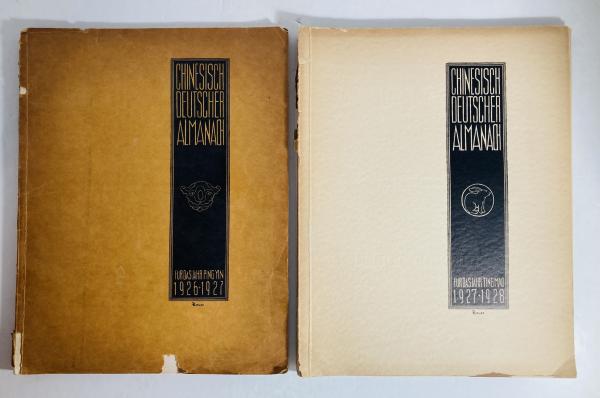 CHINESISCH
DEUTSCHER
ALMANACH
FÜR DAS JAHR PING YIN
1926·1927
CHINESISCH
DEUTSCHER
ALMANACH
FÜR DAS JAHR TING MAO
1927·1928